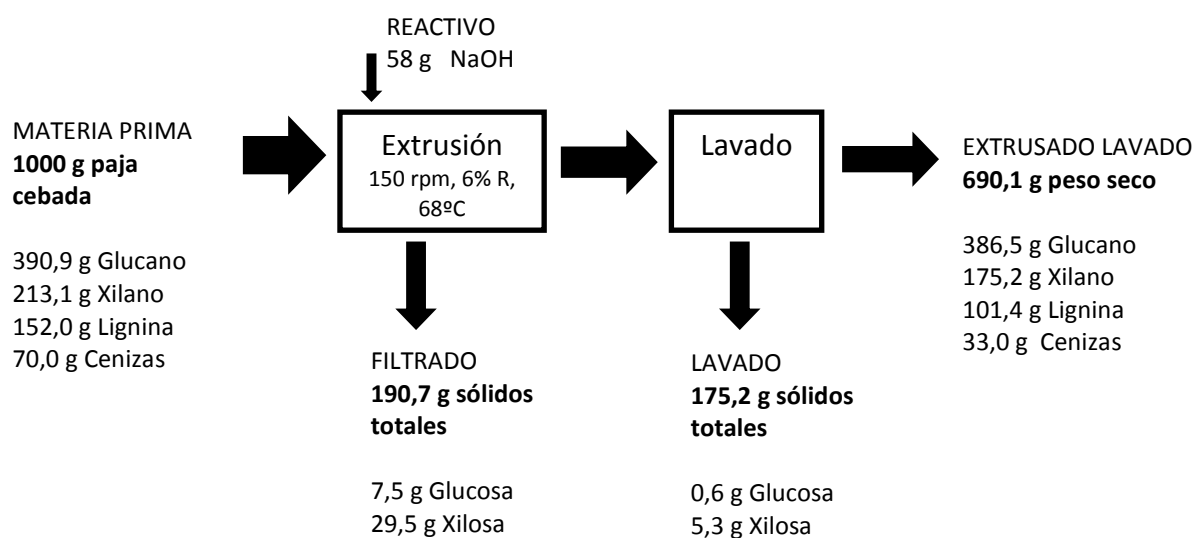 REACTIVO
58 g NaOH
MATERIA PRIMA
1000 g paja
cebada
390,9 g Glucano
213,1 g Xilano
152,0 g Lignina
70,0 g Cenizas
Extrusión
150 rpm, 6% R,
68ºC
Lavado
EXTRUSADO LAVADO
690,1 g peso seco
386,5 g Glucano
175,2 g Xilano
101,4 g Lignina
33,0 g Cenizas
FILTRADO
190,7 g sólidos
totales
7,5 g Glucosa
29,5 g Xilosa
LAVADO
175,2 g sólidos
totales
0,6 g Glucosa
5,3 g Xilosa